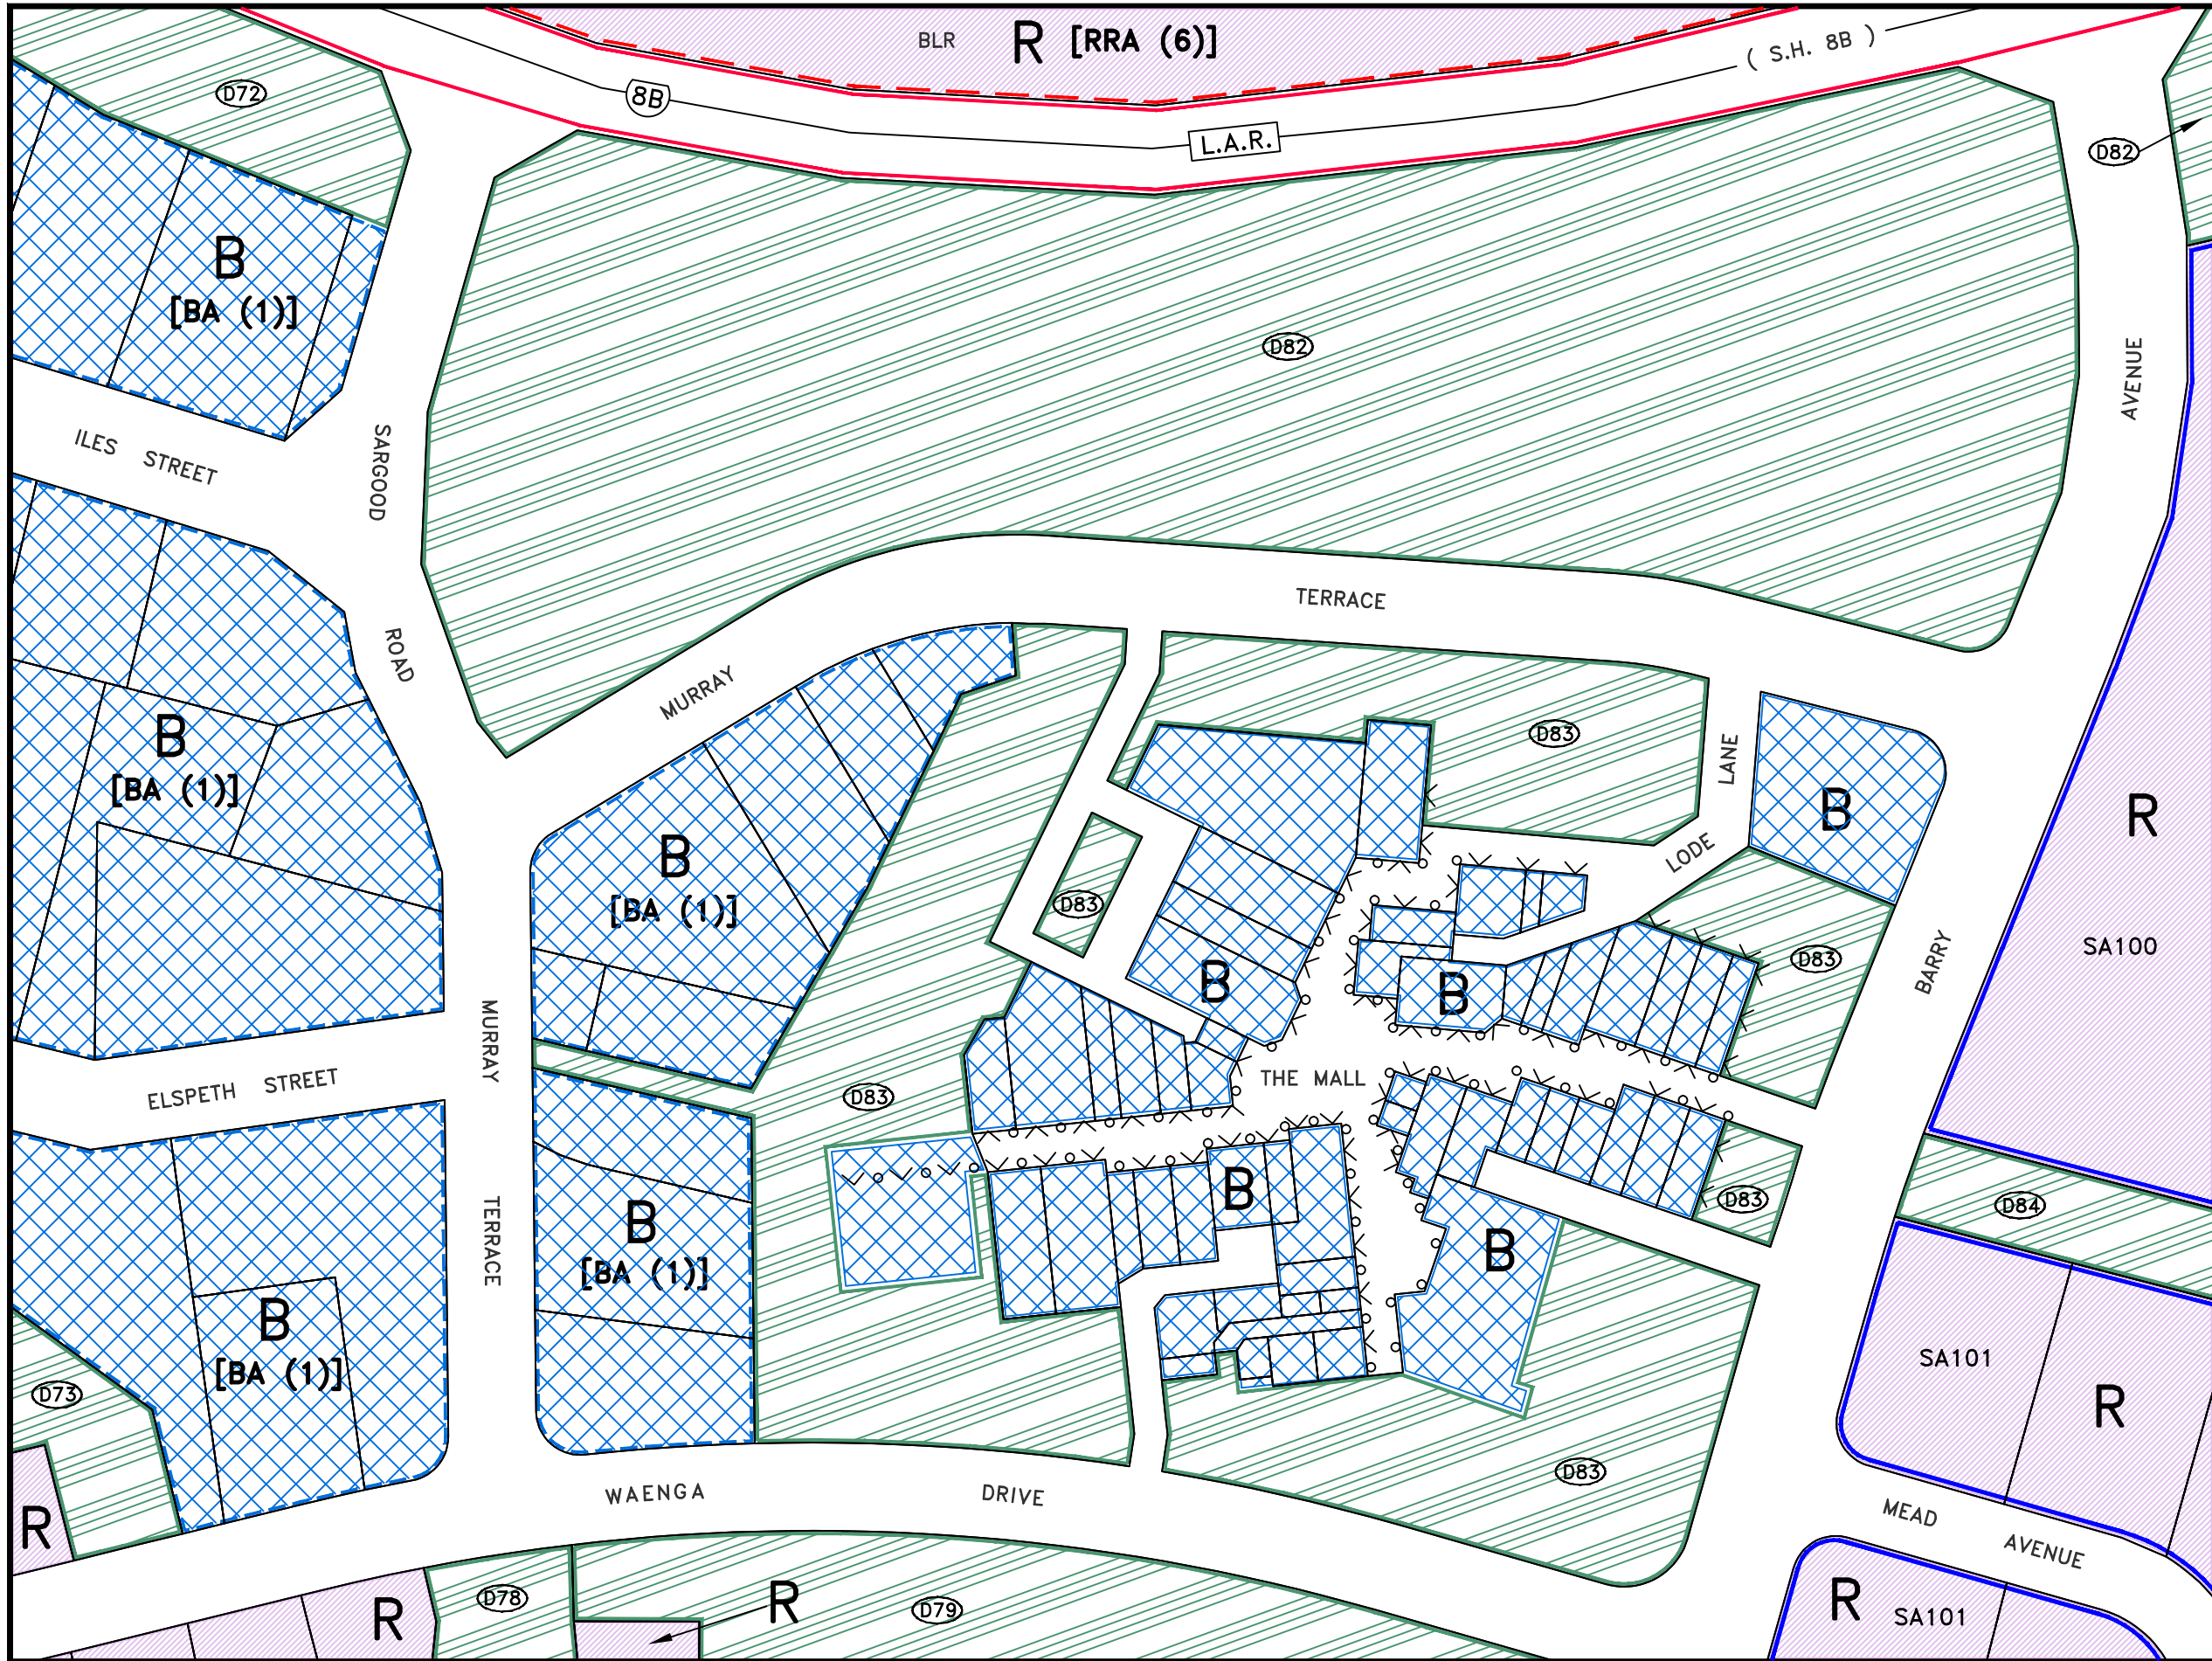 BLR R [RRA (6)]
( S.H. 8B )
D72
8B
L.A.R.
D82
B
[BA (1)]
D82
AVENUE
ILES STREET
SARGOOD
ROAD
TERRACE
MURRAY
B
[BA (1)]
D83
LANE
B
R
B
[BA (1)]
LODE
D83
SA100
D83
BARRY
B
B
MURRAY
ELSPETH STREET
D83
THE MALL
B
D83
D84
B
[BA (1)]
TERRACE
B
B
[BA (1)]
SA101
R
D73
D83
WAENGA DRIVE
R
MEAD AVENUE
D78
R
D79
R
R SA101